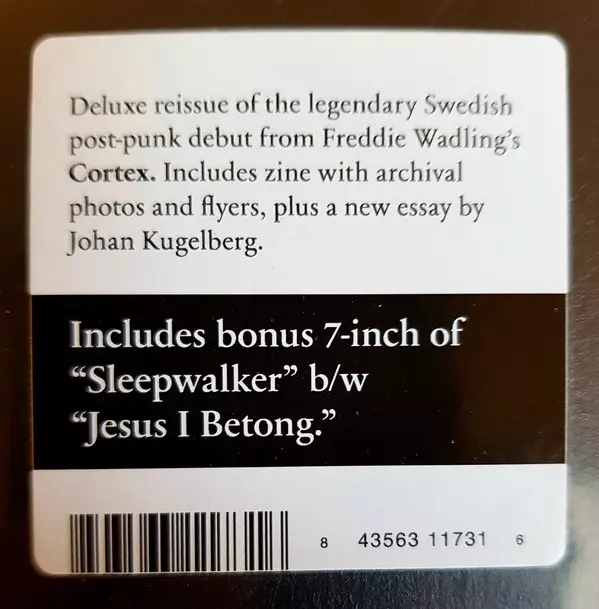 Deluxe reissue of the legendary Swedish
post-punk debut from Freddie Wadling's
Cortex. Includes zine with archival
photos and flyers, plus a new essay by
Johan Kugelberg.
Includes bonus 7-inch of
“Sleepwalker” b/w
“Jesus I Betong.”
8 43563 11731 6